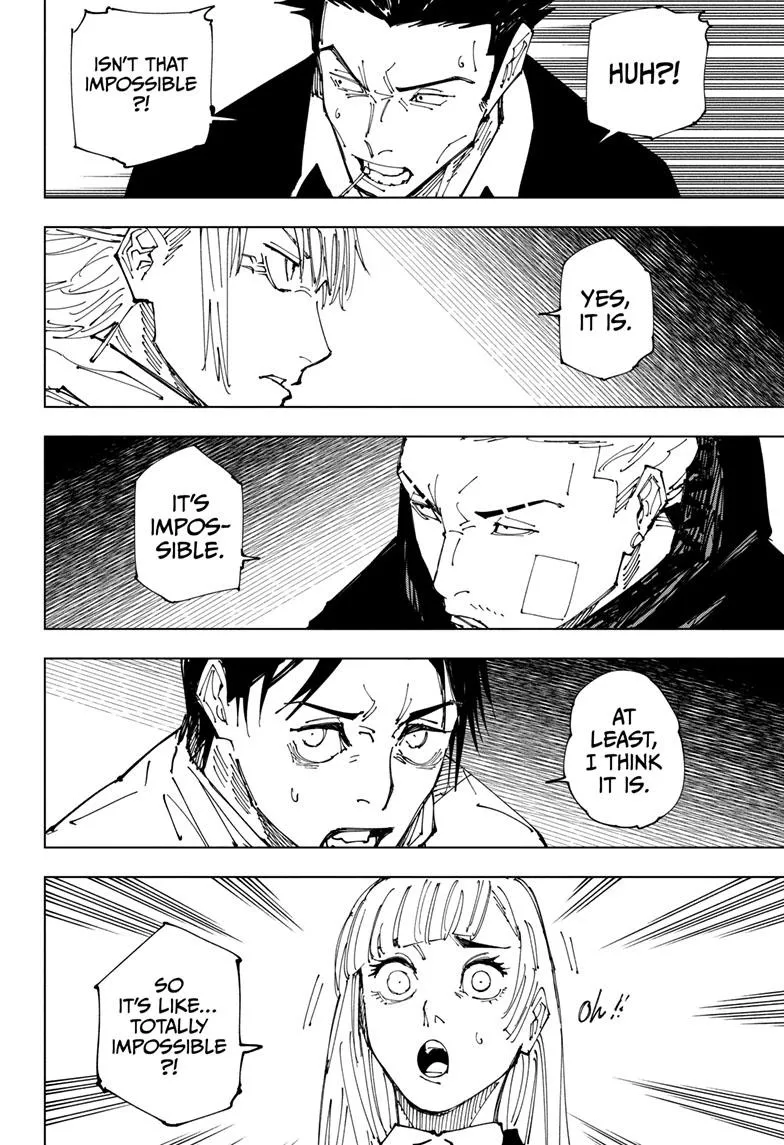 HUH?!
ISN'T THAT
IMPOSSIBLE
?!
YES,
IT IS.
IT'S
IMPOS-
SIBLE.
AT
LEAST,
I THINK
IT IS.
Oh!!
SO
IT'S LIKE...
TOTALLY
IMPOSSIBLE
?!